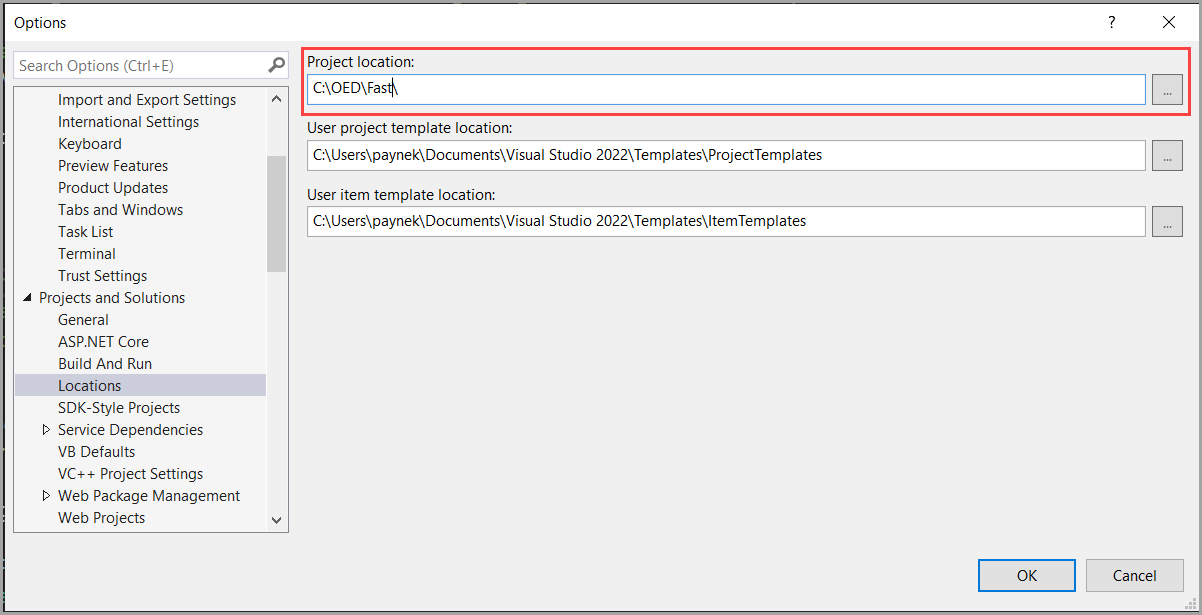 Options
?
Search Options (Ctrl+E)
Import and Export Settings
International Settings
Keyboard
Preview Features
Product Updates
Tabs and Windows
Task List
Terminal
Trust Settings
Projects and Solutions
General
ASP.NET Core
Build And Run
Locations
SDK-Style Projects
Service Dependencies
VB Defaults
VC++ Project Settings
Web Package Management
Web Projects
Project location:
C:\OED\Fast\
...
User project template location:
C:\Users\paynek\Documents\Visual Studio 2022\Templates\ProjectTemplates
...
User item template location:
C:\Users\paynek\Documents\Visual Studio 2022\Templates\ItemTemplates
...
OK
Cancel